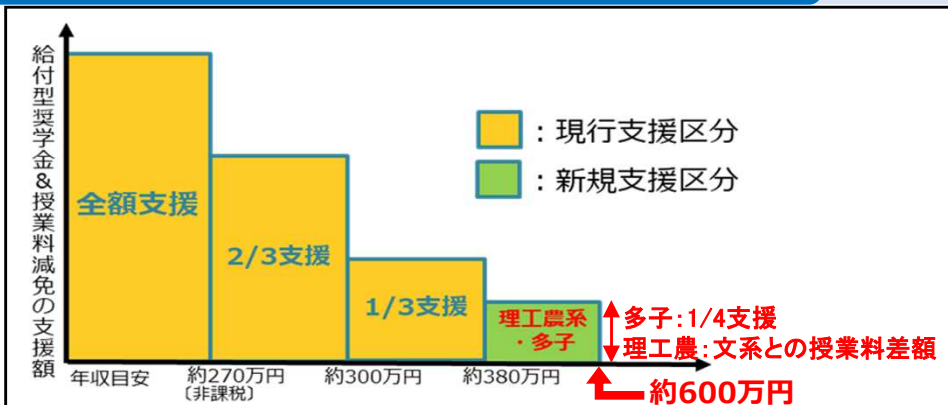 給付型奨学金&授業料減免の支援額
全額支援
2/3支援
1/3支援
理工農系
・多子
：現行支援区分
：新規支援区分
多子:1/4支援
理工農:文系との授業料差額
年収目安
約270万円
〔非課税〕
約300万円
約380万円
約600万円